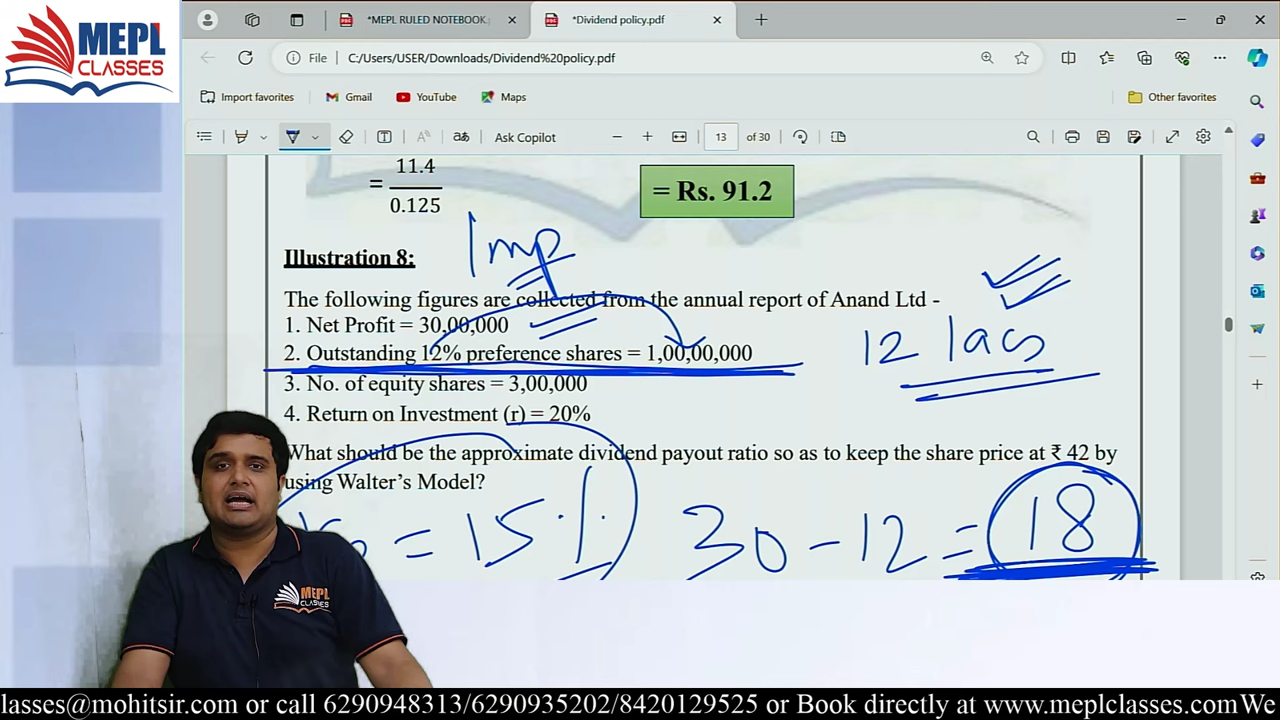 MEPL
CLASSES
*MEPL RULED NOTEBOOK.
*Dividend policy.pdf
File
C:/Users/USER/Downloads/Dividend%20policy.pdf
Import favorites
Gmail
YouTube
Maps
Other favorites
Ask Copilot
13
of 30
= 11.4
0.125
= Rs. 91.2
Imp
Illustration 8:
The following figures are collected from the annual report of Anand Ltd -
1. Net Profit = 30,00,000
2. Outstanding 12% preference shares = 1,00,00,000
12 lacs
3. No. of equity shares = 3,00,000
4. Return on Investment (r) = 20%
What should be the approximate dividend payout ratio so as to keep the share price at ₹ 42 by
using Walter's Model?
= 15%
30 - 12 = 18
MEPL
CLASSES
lasses@mohitsir.com or call 6290948313/6290935202/8420129525 or Book directly at www.meplclasses.comWe